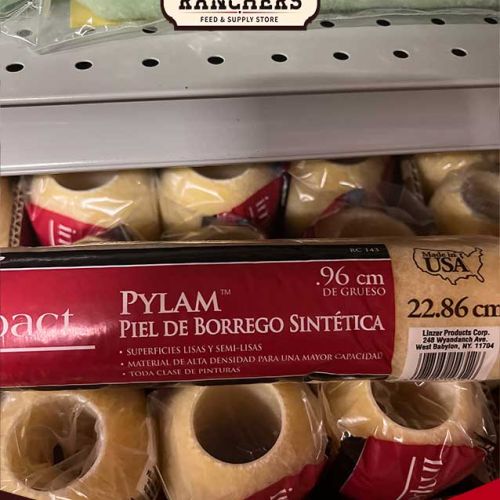 RANCHERS
FEED & SUPPLY STORE
RC 143
Made in
USA
.96 cm
DE GRUESO
PYLAM™
PIEL DE BORREGO SINTÉTICA
22.86 cm
pact
• SUPERFICIES LISAS Y SEMI-LISAS
• MATERIAL DE ALTA DENSIDAD PARA UNA MAYOR CAPACIDAD
• TODA CLASE DE PINTURAS
Linzer Products Corp.
248 Wyandanch Ave.
West Babylon, NY. 11704